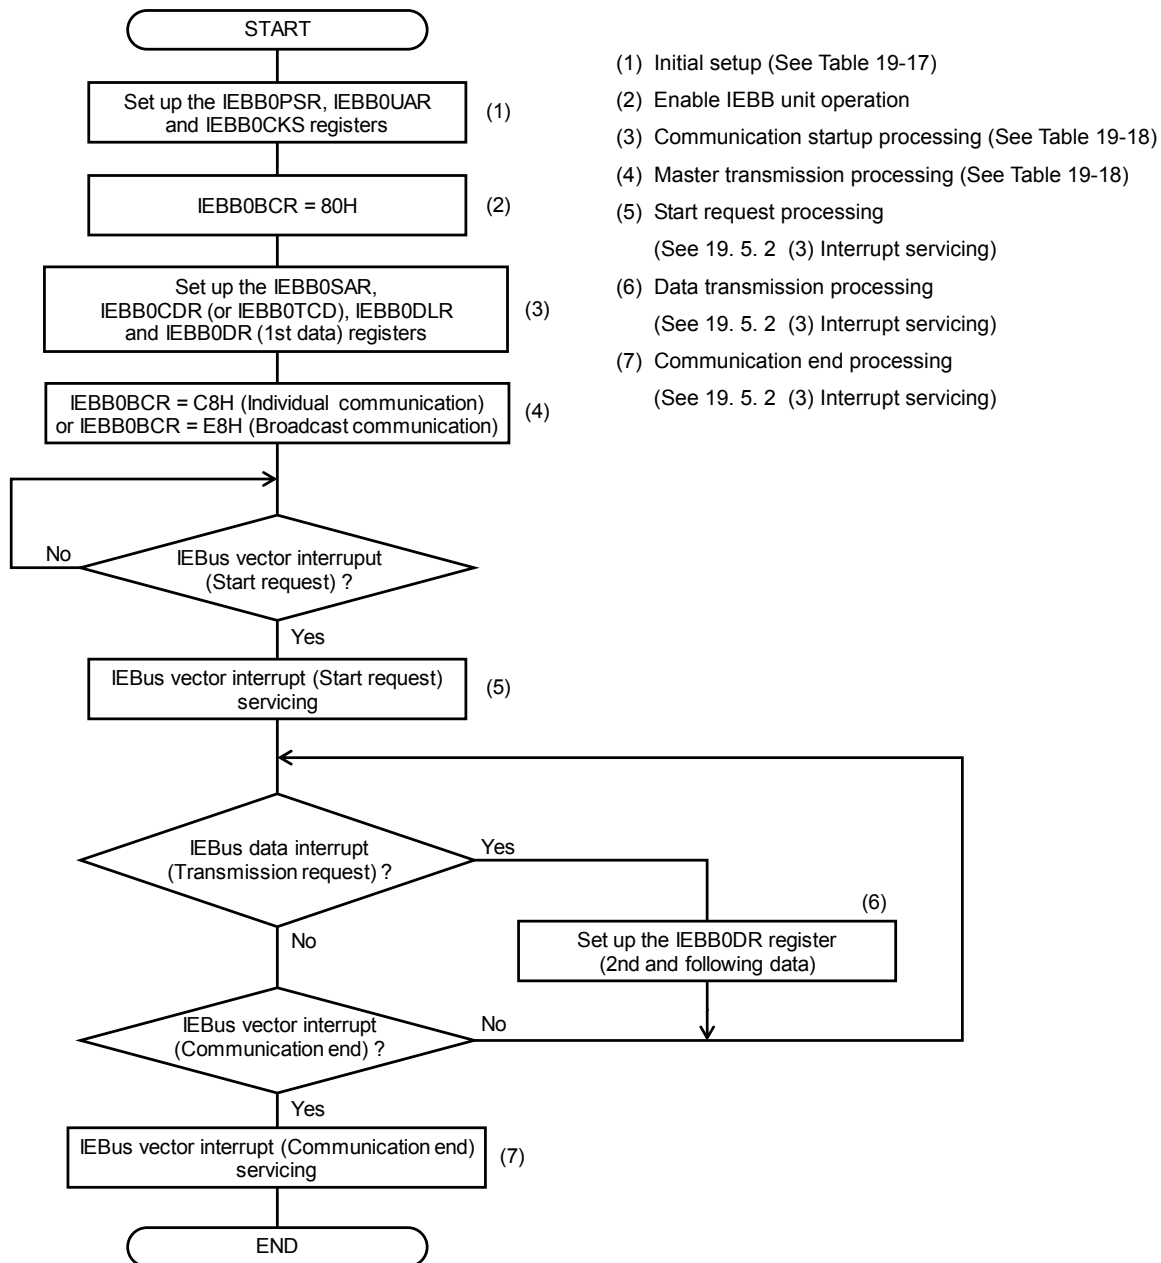 START
Set up the IEBB0PSR, IEBB0UAR
and IEBB0CKS registers
(1)
IEBB0BCR = 80H
(2)
Set up the IEBB0SAR,
IEBB0CDR (or IEBB0TCD), IEBB0DLR
and IEBB0DR (1st data) registers
(3)
IEBB0BCR = C8H (Individual communication)
or IEBB0BCR = E8H (Broadcast communication)
(4)
No
IEBus vector interruput
(Start request) ?
Yes
IEBus vector interrupt (Start request)
servicing
(5)
IEBus data interrupt
(Transmission request) ?
Yes
(6)
Set up the IEBB0DR register
(2nd and following data)
No
IEBus vector interrupt
(Communication end) ?
No
Yes
IEBus vector interrupt (Communication end)
servicing
(7)
END
(1) Initial setup (See Table 19-17)
(2) Enable IEBB unit operation
(3) Communication startup processing (See Table 19-18)
(4) Master transmission processing (See Table 19-18)
(5) Start request processing
(See 19. 5. 2 (3) Interrupt servicing)
(6) Data transmission processing
(See 19. 5. 2 (3) Interrupt servicing)
(7) Communication end processing
(See 19. 5. 2 (3) Interrupt servicing)